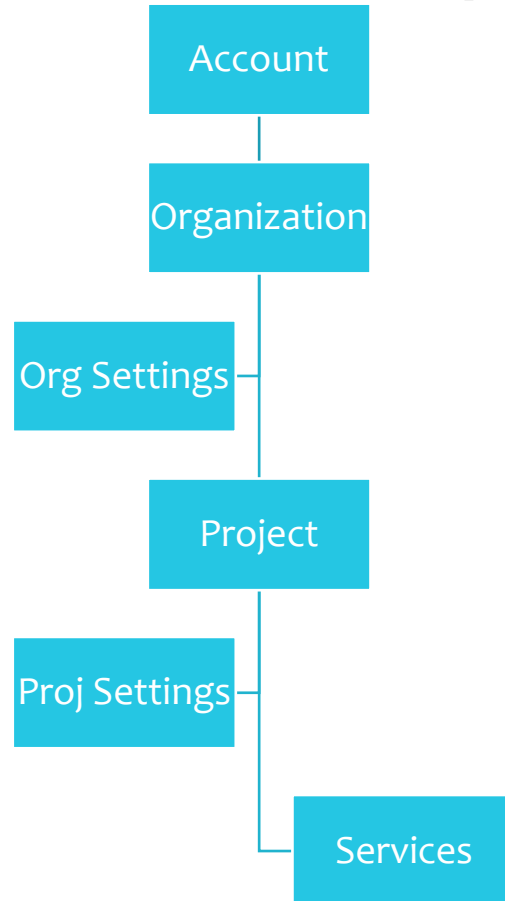 Account
Organization
Org Settings
Project
Proj Settings
Services